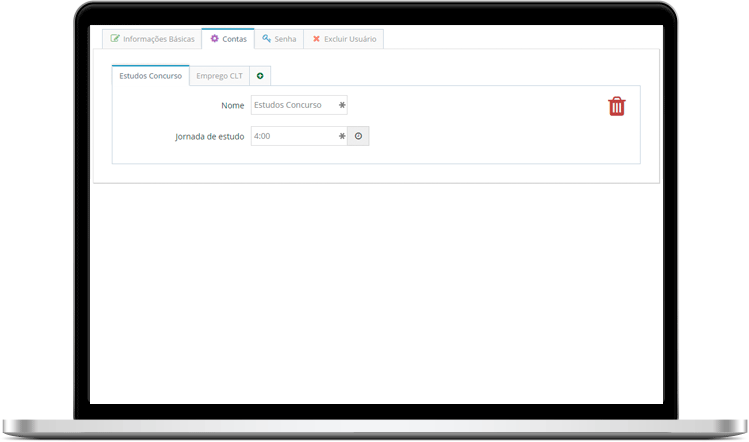 Informações Básicas Contas Senha Excluir Usuário
Estudos Concurso Emprego CLT
Nome Estudos Concurso
Jornada de estudo 4:00